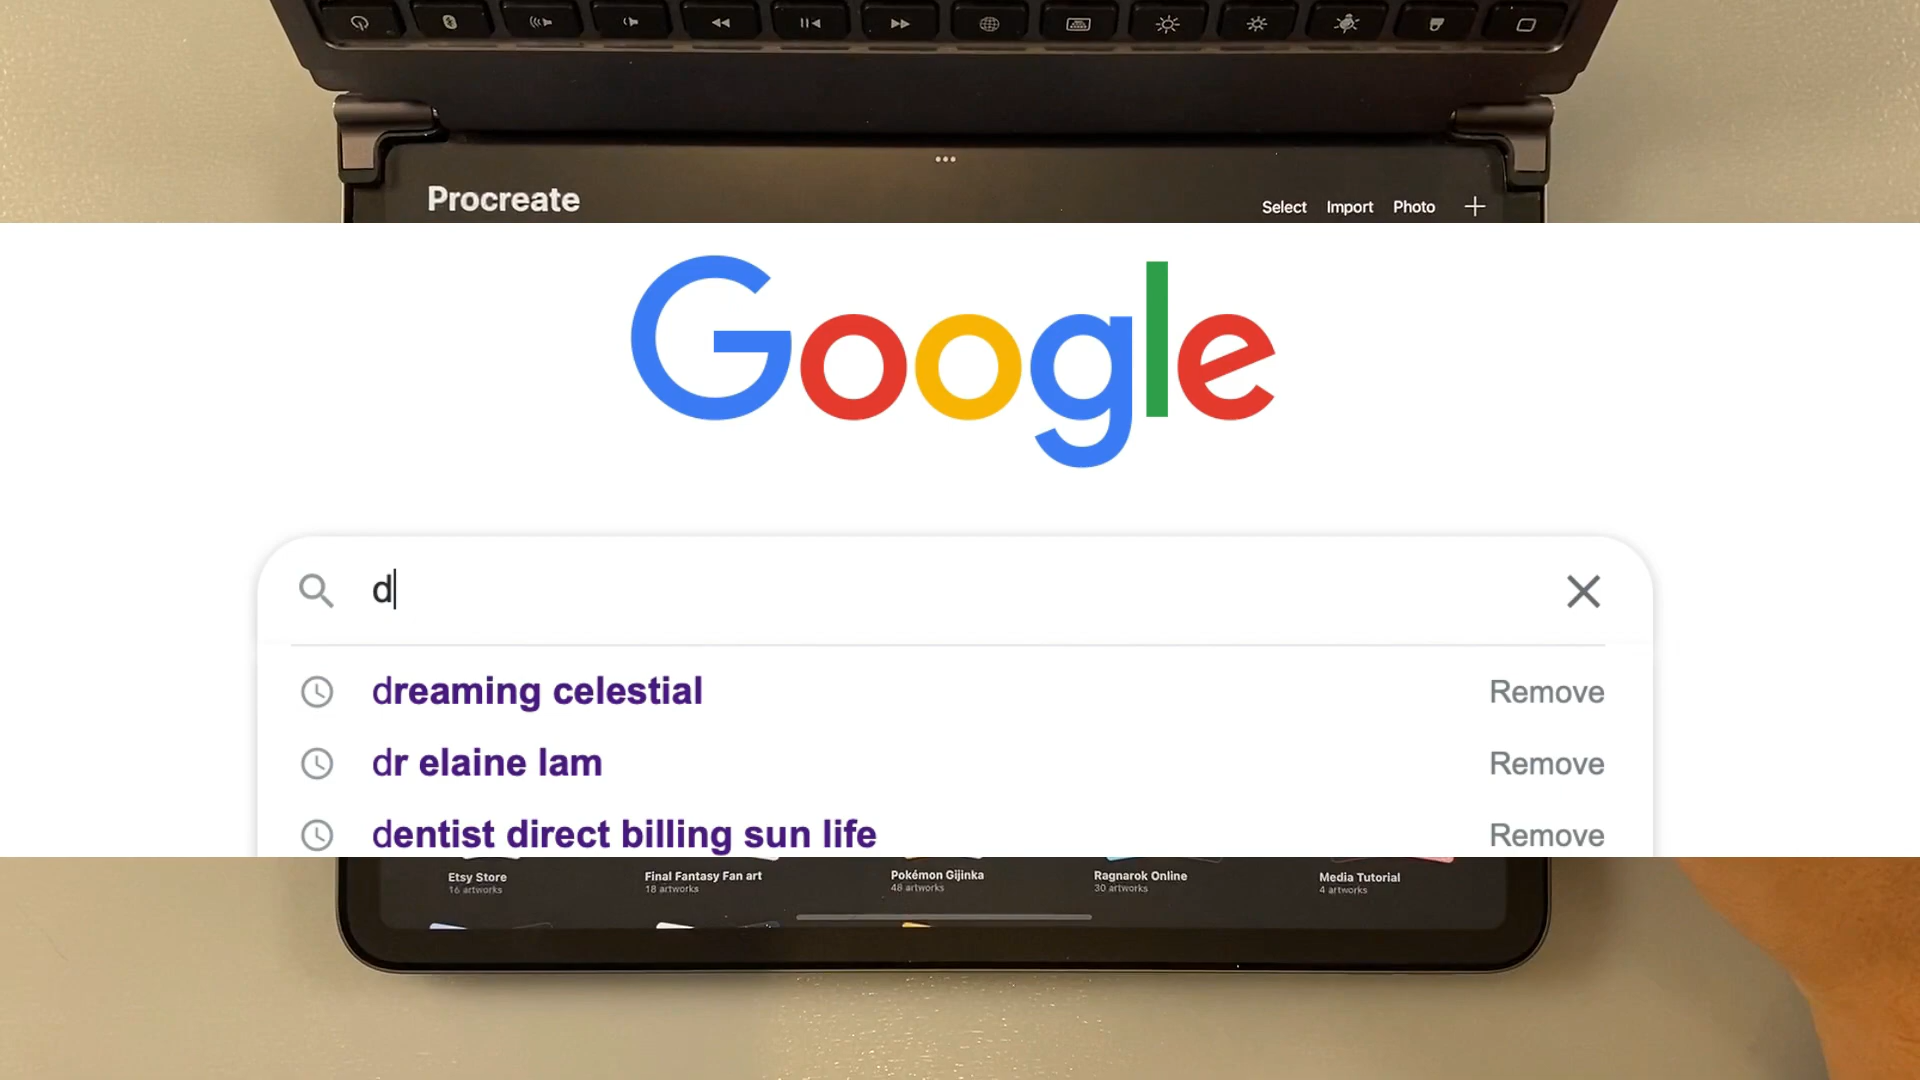 Procreate
Select Import Photo
Google
d
dreaming celestial Remove
dr elaine lam Remove
dentist direct billing sun life Remove
Etsy Store
16 artworks
Final Fantasy Fan art
18 artworks
Pokémon Gijinka
48 artworks
Ragnarok Online
30 artworks
Media Tutorial
4 artworks